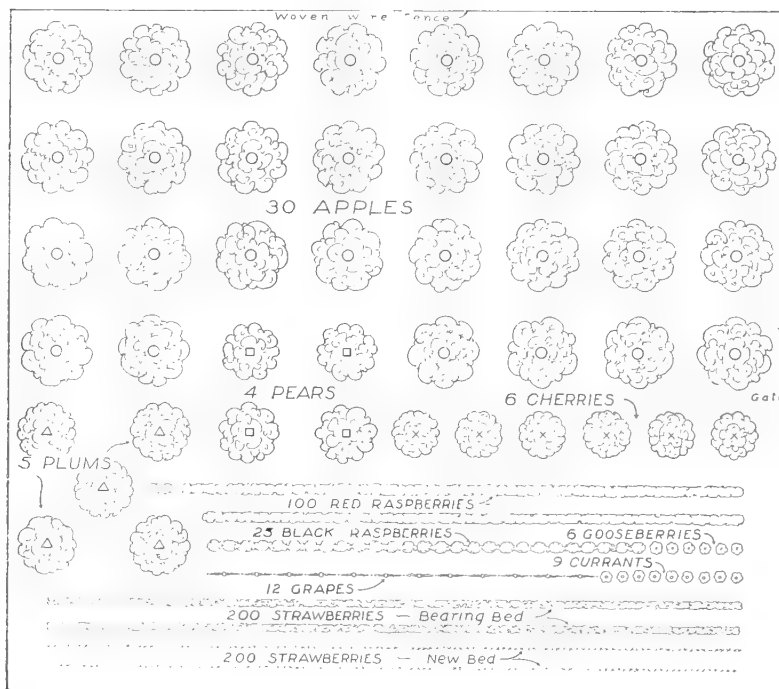 Woven wire fence
30 APPLES
4 PEARS
6 CHERRIES
5 PLUMS
100 RED RASPBERRIES
25 BLACK RASPBERRIES
6 GOOSEBERRIES
9 CURRANTS
12 GRAPES
200 STRAWBERRIES — Bearing Bed
200 STRAWBERRIES — New Bed